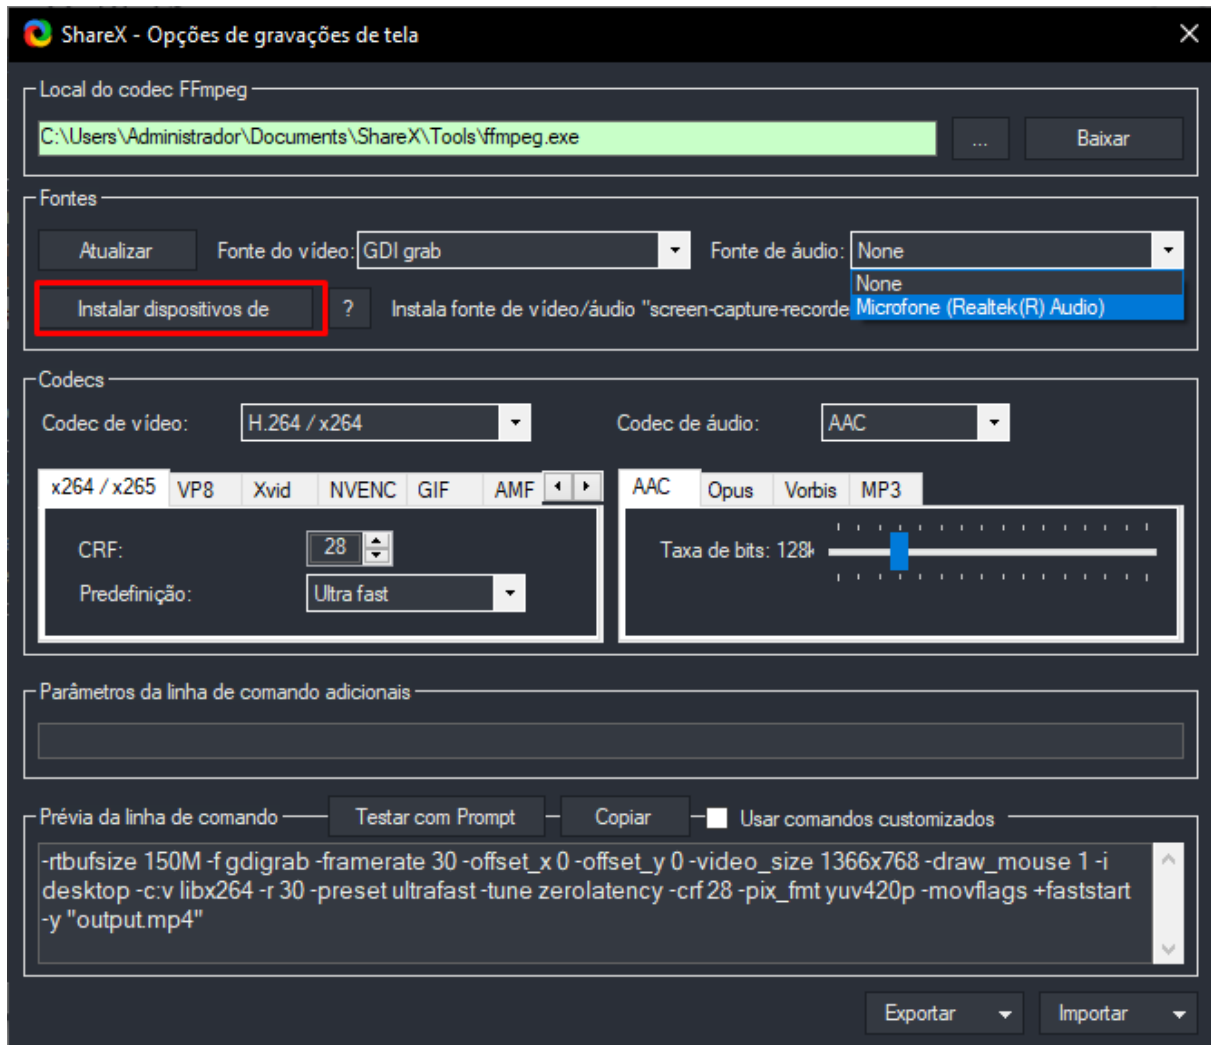 ShareX - Opções de gravações de tela
Local do codec FFmpeg
C:\Users\Administrador\Documents\ShareX\Tools\ffmpeg.exe
...
Baixar
Fontes
Atualizar
Fonte do vídeo: GDI grab
Fonte de áudio: None
None
Microfone (Realtek(R) Audio)
Instalar dispositivos de
?
Instala fonte de vídeo/áudio "screen-capture-recorde
Codecs
Codec de vídeo: H.264 / x264
Codec de áudio: AAC
x264 / x265 VP8 Xvid NVENC GIF AMF
AAC Opus Vorbis MP3
CRF: 28
Predefinição: Ultra fast
Taxa de bits: 128k
Parâmetros da linha de comando adicionais
Prévia da linha de comando
Testar com Prompt
Copiar
Usar comandos customizados
-rtbufsize 150M -f gdigrab -framerate 30 -offset_x 0 -offset_y 0 -video_size 1366x768 -draw_mouse 1 -i
desktop -c:v libx264 -r 30 -preset ultrafast -tune zerolatency -crf 28 -pix_fmt yuv420p -movflags +faststart
-y "output.mp4"
Exportar
Importar